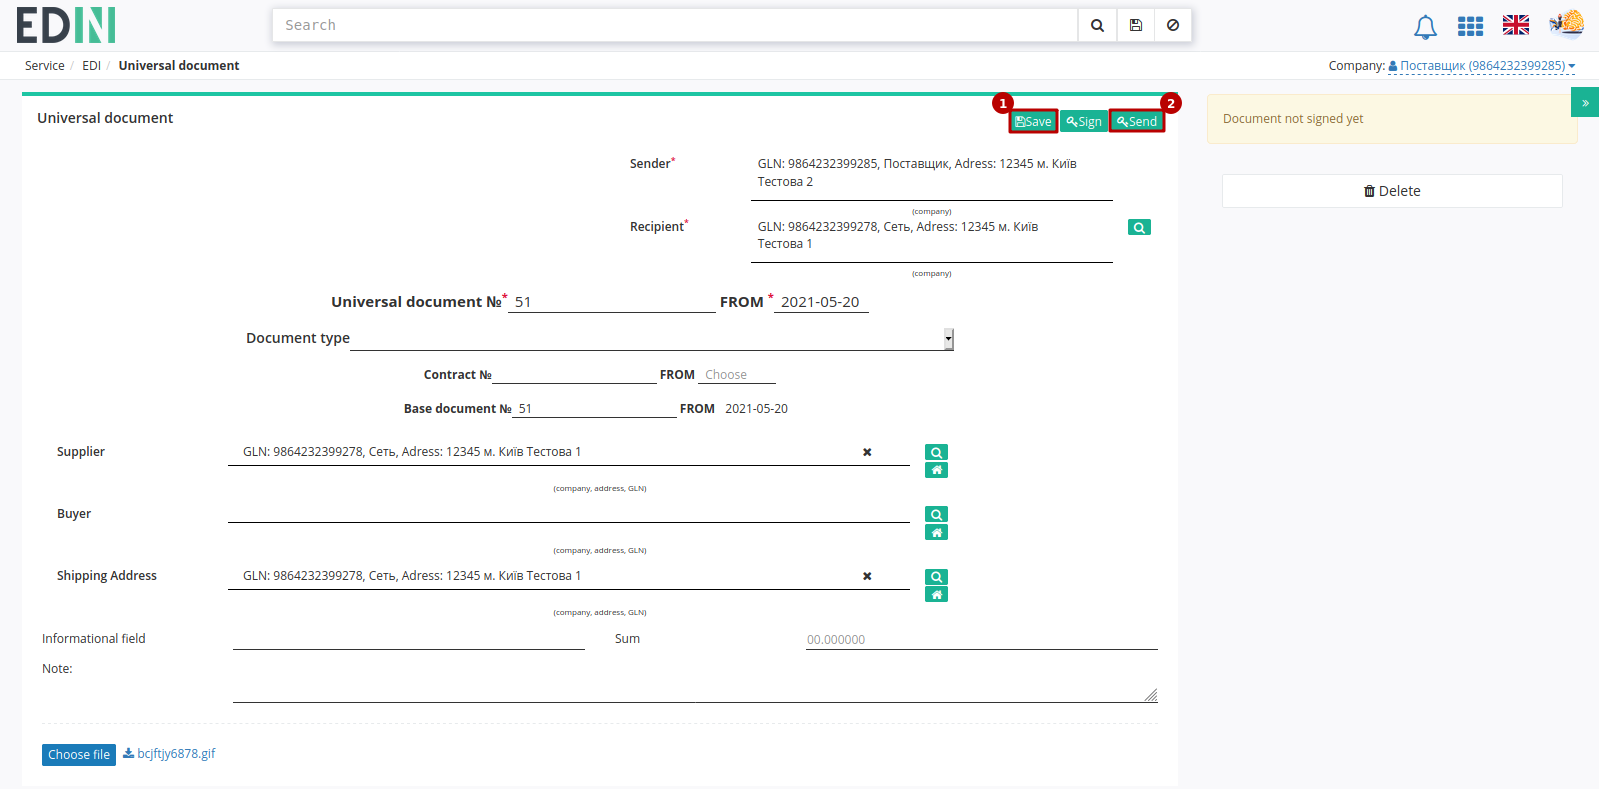 EDIN
Search
Service / EDI / Universal document
Company: Поставщик (9864232399285)
Universal document
1
2
Save
Sign
Send
»
Document not signed yet
Delete
Sender*
GLN: 9864232399285, Поставщик, Adress: 12345 м. Київ
Тестова 2
(company)
Recipient*
GLN: 9864232399278, Сеть, Adress: 12345 м. Київ
Тестова 1
(company)
Universal document №* 51 FROM * 2021-05-20
Document type
Contract № FROM Choose
Base document № 51 FROM 2021-05-20
Supplier GLN: 9864232399278, Сеть, Adress: 12345 м. Київ Тестова 1
(company, address, GLN)
Buyer
(company, address, GLN)
Shipping Address GLN: 9864232399278, Сеть, Adress: 12345 м. Київ Тестова 1
(company, address, GLN)
Informational field Sum 00.000000
Note:
Choose file bcjftjy6878.gif